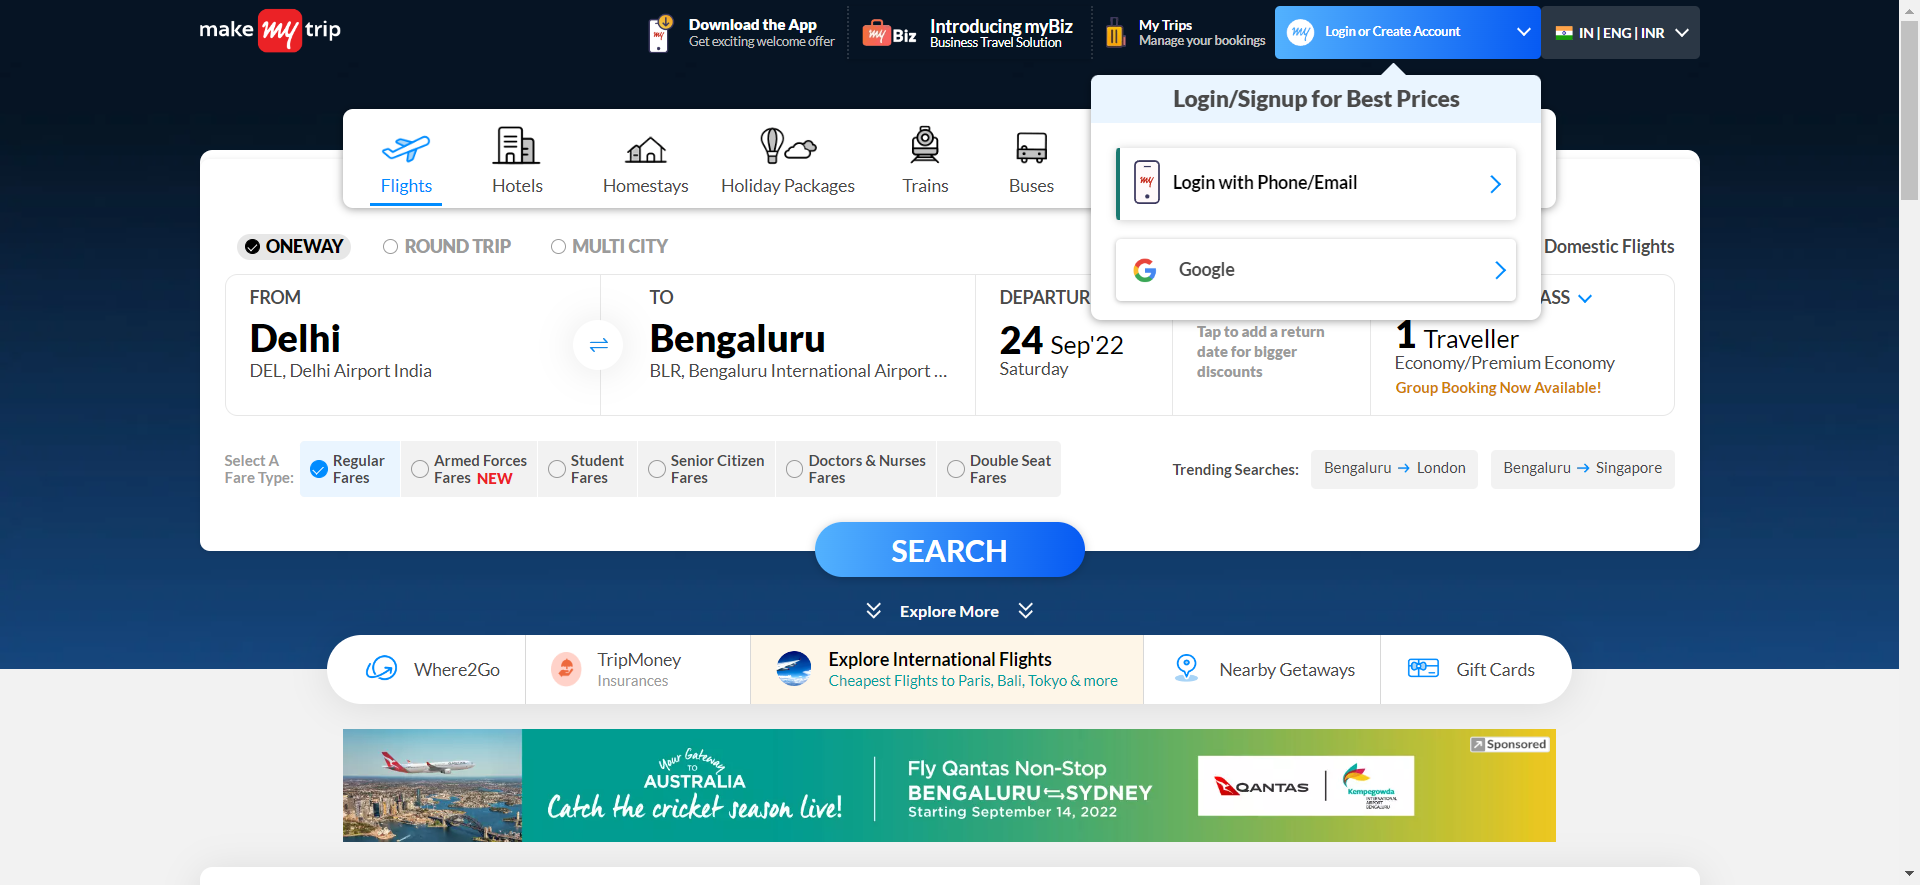 make my trip
Download the App
Get exciting welcome offer
my Biz
Introducing myBiz
Business Travel Solution
My Trips
Manage your bookings
my
Login or Create Account
IN | ENG | INR
Login/Signup for Best Prices
my
Login with Phone/Email
Google
Flights
Hotels
Homestays
Holiday Packages
Trains
Buses
ONEWAY
ROUND TRIP
MULTI CITY
Domestic Flights
FROM
Delhi
DEL, Delhi Airport India
TO
Bengaluru
BLR, Bengaluru International Airport ...
DEPARTUR
24 Sep'22
Saturday
Tap to add a return
date for bigger
discounts
ASS
1 Traveller
Economy/Premium Economy
Group Booking Now Available!
Select A
Fare Type:
Regular
Fares
Armed Forces
Fares NEW
Student
Fares
Senior Citizen
Fares
Doctors & Nurses
Fares
Double Seat
Fares
Trending Searches:
Bengaluru → London
Bengaluru → Singapore
SEARCH
Explore More
Where2Go
TripMoney
Insurances
Explore International Flights
Cheapest Flights to Paris, Bali, Tokyo & more
Nearby Getaways
Gift Cards
Your Gateway
TO
AUSTRALIA
Catch the cricket season live!
Fly Qantas Non-Stop
BENGALURU⇆SYDNEY
Starting September 14, 2022
QANTAS
Kempegowda
INTERNATIONAL
AIRPORT
BENGALURU
Sponsored